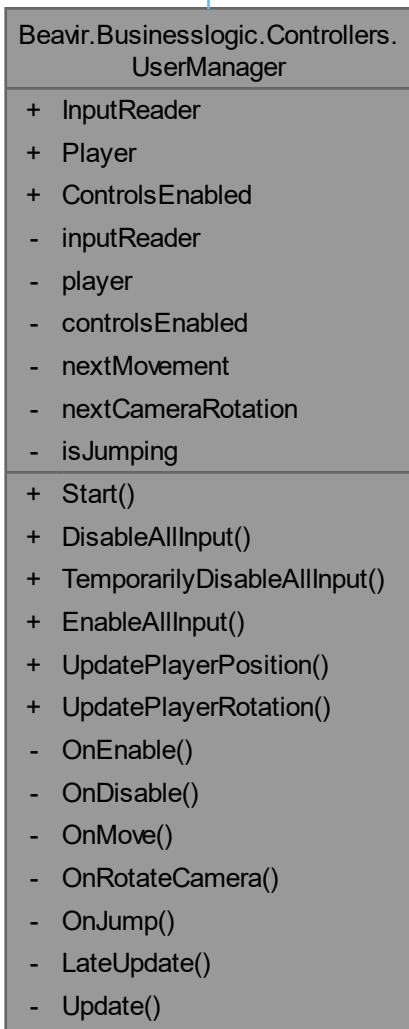 Beavir.Businesslogic.Controllers.
UserManager
+ InputReader
+ Player
+ ControlsEnabled
- inputReader
- player
- controlsEnabled
- nextMovement
- nextCameraRotation
- isJumping
+ Start()
+ DisableAllInput()
+ TemporarilyDisableAllInput()
+ EnableAllInput()
+ UpdatePlayerPosition()
+ UpdatePlayerRotation()
- OnEnable()
- OnDisable()
- OnMove()
- OnRotateCamera()
- OnJump()
- LateUpdate()
- Update()